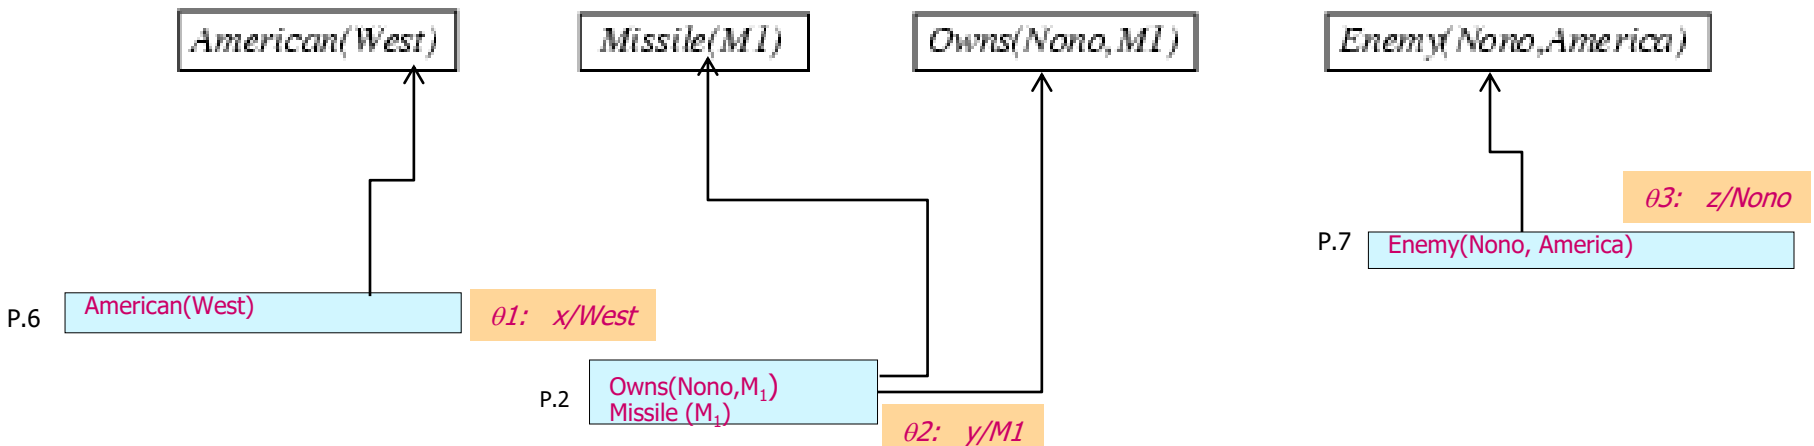 American(West)
Missile(M1)
Owns(Nono,M1)
Enemy(Nono,America)
θ3: z/Nono
P.7
Enemy(Nono, America)
P.6
American(West)
θ1: x/West
P.2
Owns(Nono,M₁)
Missile (M₁)
θ2: y/M1